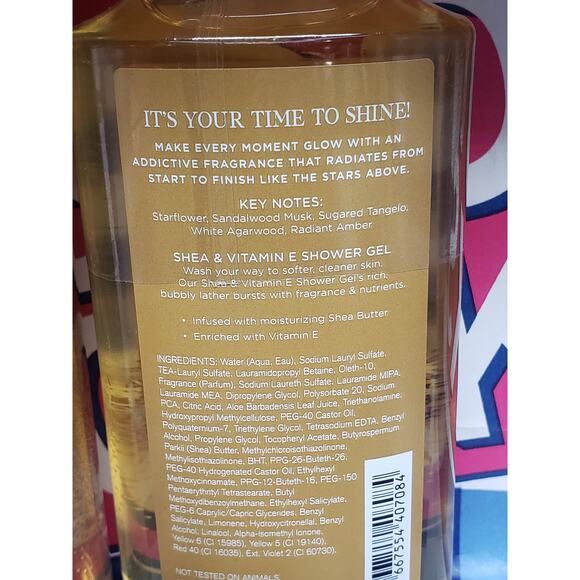 IT'S YOUR TIME TO SHINE!
MAKE EVERY MOMENT GLOW WITH AN
ADDICTIVE FRAGRANCE THAT RADIATES FROM
START TO FINISH LIKE THE STARS ABOVE.
KEY NOTES:
Starflower, Sandalwood Musk, Sugared Tangelo,
White Agarwood, Radiant Amber
SHEA & VITAMIN E SHOWER GEL
Wash your way to softer, cleaner skin.
Our Shea & Vitamin E Shower Gel's rich,
bubbly lather bursts with fragrance & nutrients.
• Infused with moisturizing Shea Butter
• Enriched with Vitamin E
INGREDIENTS: Water (Aqua, Eau), Sodium Lauryl Sulfate,
TEA-Lauryl Sulfate, Lauramidopropyl Betaine, Oleth-10,
Fragrance (Parfum), Sodium Laureth Sulfate, Lauramide MIPA,
Lauramide MEA, Dipropylene Glycol, Polysorbate 20, Sodium
PCA, Citric Acid, Aloe Barbadensis Leaf Juice, Triethanolamine,
Hydroxypropyl Methylcellulose, PEG-40 Castor Oil,
Polyquaternium-7, Triethylene Glycol, Tetrasodium EDTA, Benzyl
Alcohol, Propylene Glycol, Tocopheryl Acetate, Butyrospermum
Parkii (Shea) Butter, Methylchloroisothiazolinone,
Methylisothiazolinone, BHT, PPG-26-Buteth-26,
PEG-40 Hydrogenated Castor Oil, Ethylhexyl
Methoxycinnamate, PPG-12-Buteth-16, PEG-150
Pentaerythrityl Tetrastearate, Butyl
Methoxydibenzoylmethane, Ethylhexyl Salicylate,
PEG-6 Caprylic/Capric Glycerides, Benzyl
Salicylate, Limonene, Hydroxycitronellal, Benzyl
Alcohol, Linalool, Alpha-Isomethyl Ionone,
Yellow 6 (CI 15985), Yellow 5 (CI 19140),
Red 40 (CI 16035), Ext. Violet 2 (CI 60730).
NOT TESTED ON ANIMALS
667554 407084